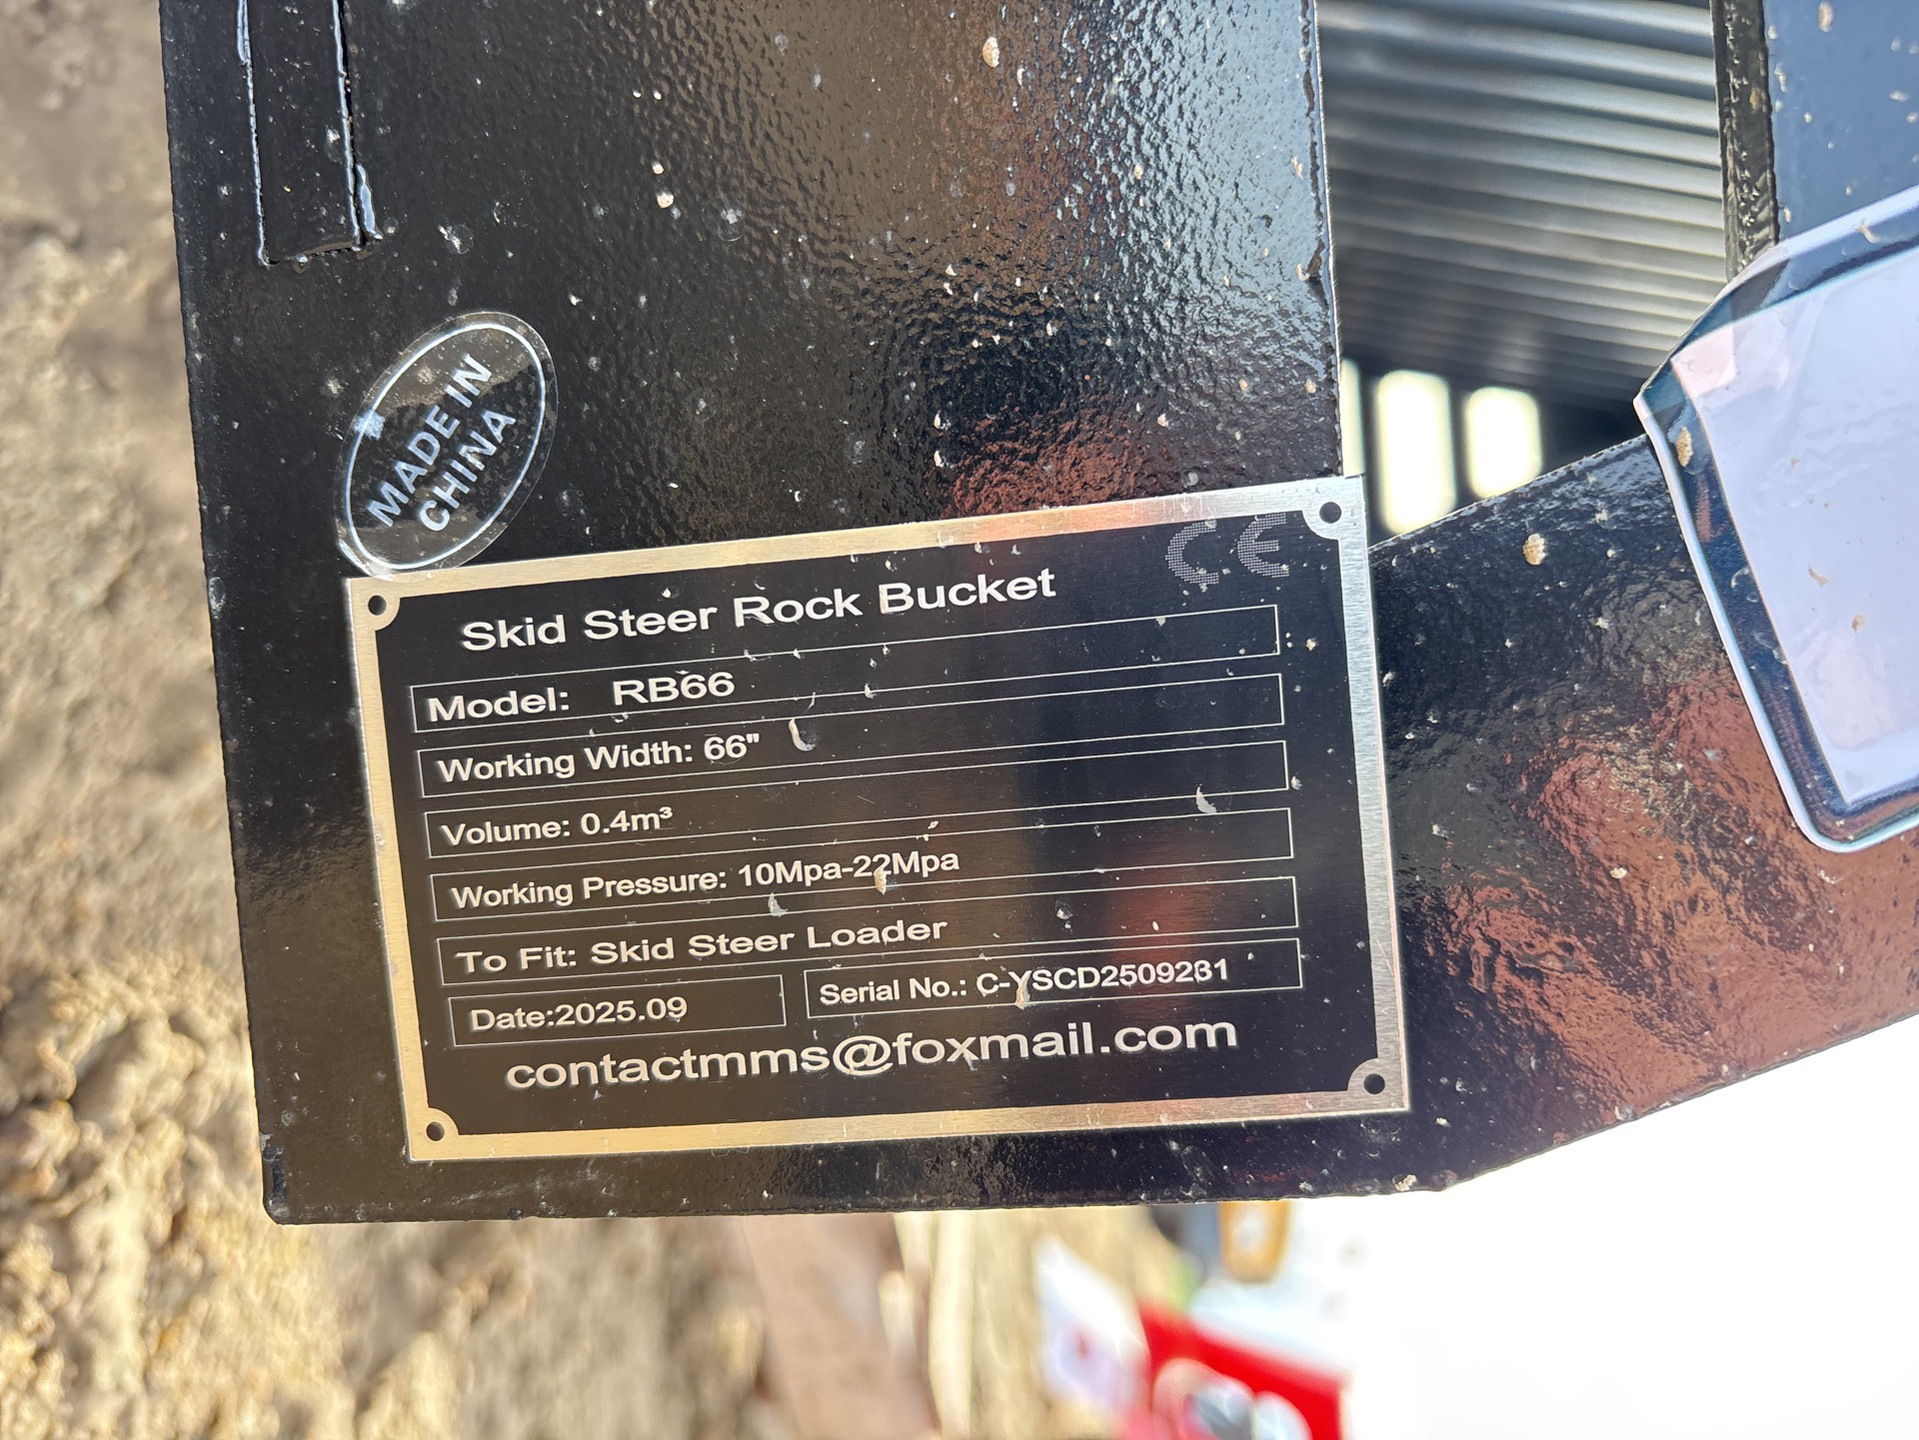 MADE IN
CHINA
CE
Skid Steer Rock Bucket
Model: RB66
Working Width: 66"
Volume: 0.4m³
Working Pressure: 10Mpa-22Mpa
To Fit: Skid Steer Loader
Date:2025.09 Serial No.: C-YSCD2509281
contactmms@foxmail.com